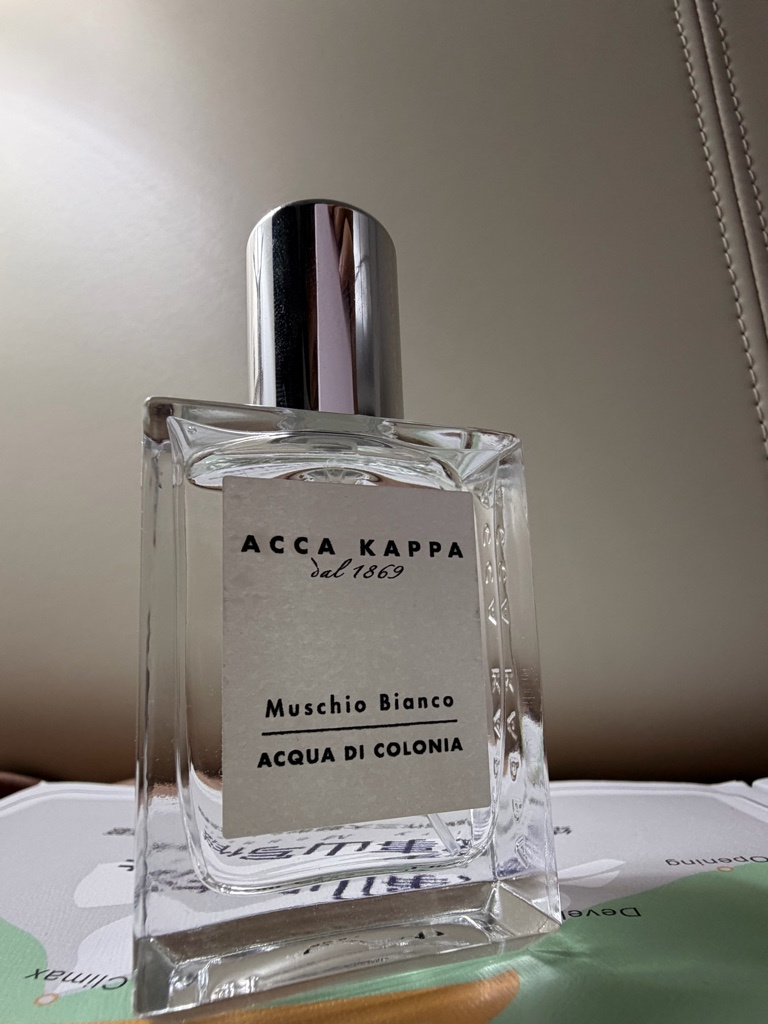 ACCA KAPPA
dal 1869
Muschio Bianco
ACQUA DI COLONIA
Opening
Climax